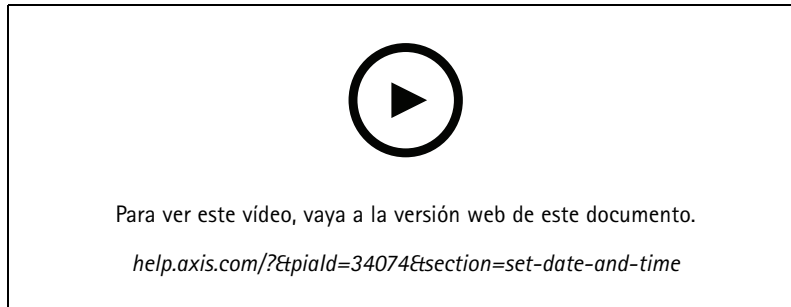 Para ver este vídeo, vaya a la versión web de este documento.
help.axis.com/?&piaId=34074&section=set-date-and-time